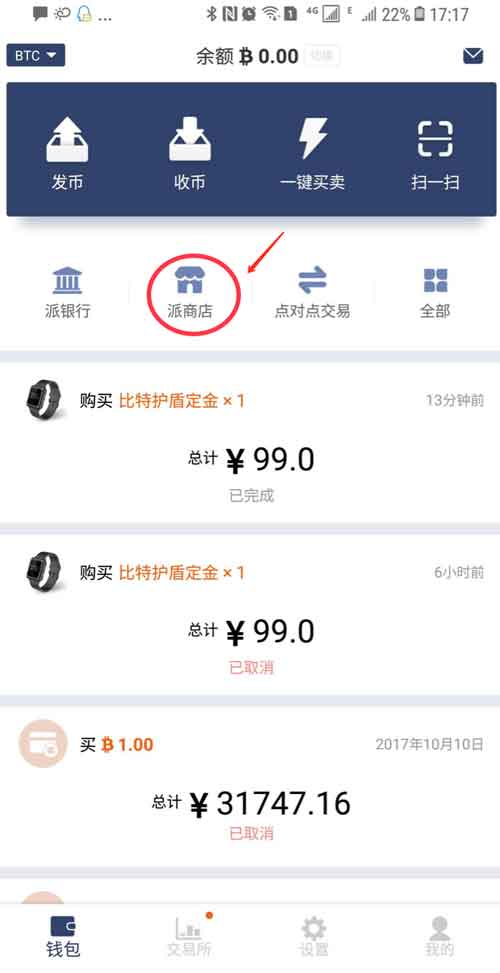 ... 1 4G E 22% 17:17
BTC 余额 ₿ 0.00 切换
发币 收币 一键买卖 扫一扫
派银行 派商店 点对点交易 全部
购买 比特护盾定金 × 1 13分钟前
总计 ¥ 99.0
已完成
购买 比特护盾定金 × 1 6小时前
总计 ¥ 99.0
已取消
买 ₿ 1.00 2017年10月10日
总计 ¥ 31747.16
已取消
钱包 交易所 设置 我的